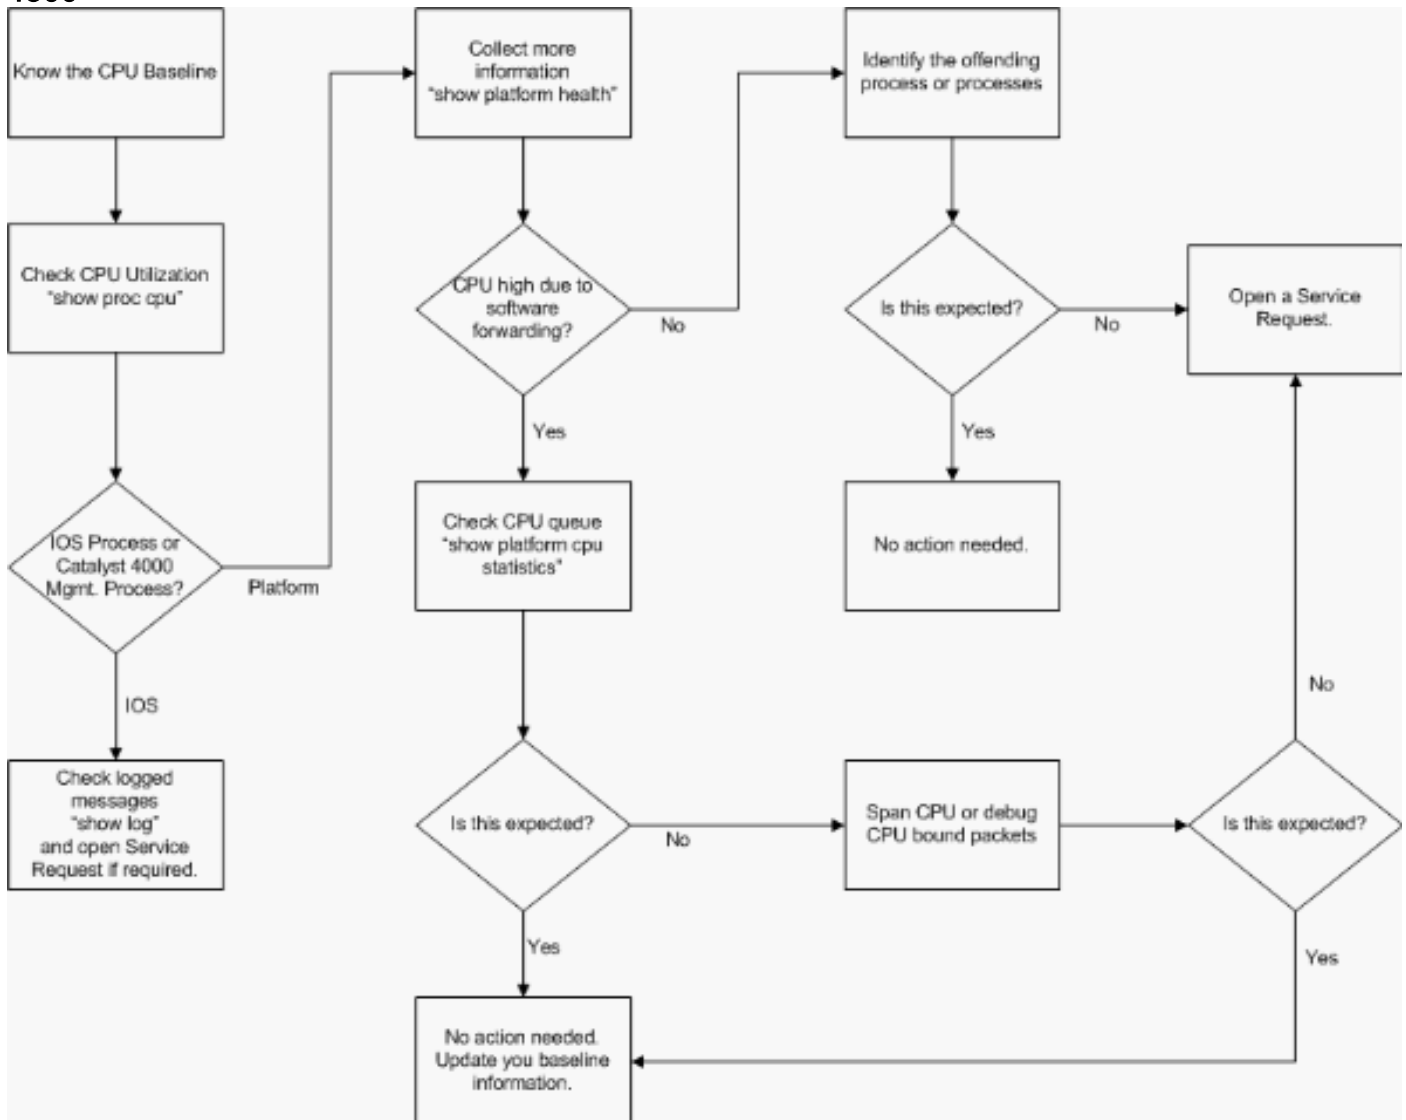 Know the CPU Baseline
Check CPU Utilization
"show proc cpu"
IOS Process or
Catalyst 4000
Mgmt. Process?
Platform
IOS
Check logged
messages
"show log"
and open Service
Request if required.
Collect more
information
"show platform health"
CPU high due to
software
forwarding?
No
Yes
Check CPU queue
"show platform cpu
statistics"
Is this expected?
No
Yes
No action needed.
Update you baseline
information.
Identify the offending
process or processes
Is this expected?
No
Yes
No action needed.
Span CPU or debug
CPU bound packets
Open a Service
Request.
No
Is this expected?
Yes